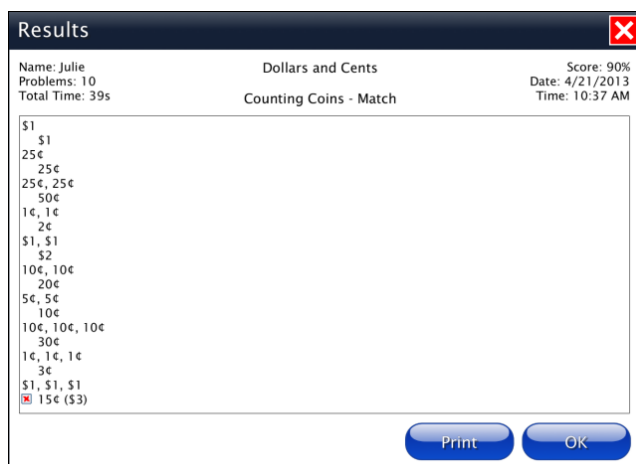 Results
Name: Julie
Problems: 10
Total Time: 39s
Dollars and Cents
Counting Coins - Match
Score: 90%
Date: 4/21/2013
Time: 10:37 AM
$1
$1
25¢
25¢
25¢, 25¢
50¢
1¢, 1¢
2¢
$1, $1
$2
10¢, 10¢
20¢
5¢, 5¢
10¢
10¢, 10¢, 10¢
30¢
1¢, 1¢, 1¢
3¢
$1, $1, $1
15¢ ($3)
Print
OK